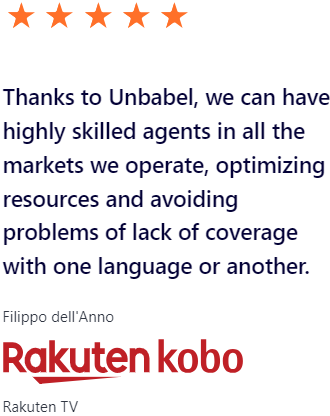 Thanks to Unbabel, we can have
highly skilled agents in all the
markets we operate, optimizing
resources and avoiding
problems of lack of coverage
with one language or another.
Filippo dell'Anno
Rakuten kobo
Rakuten TV